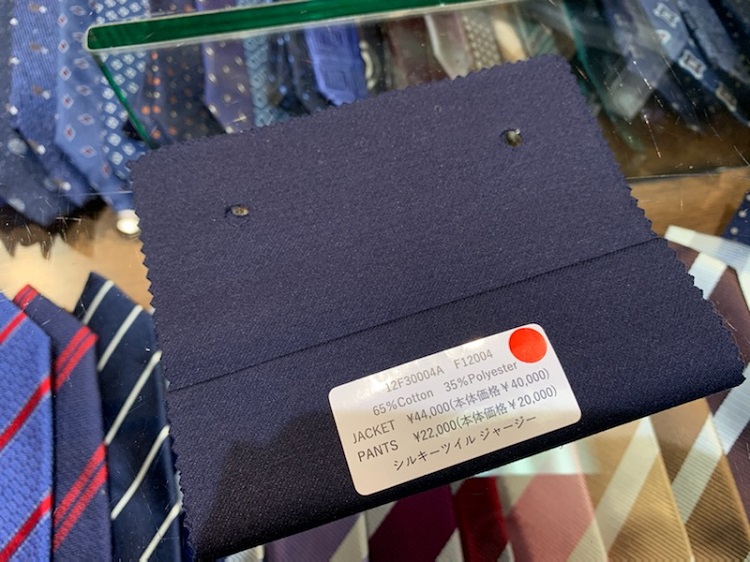 12F30004A F12004
65%Cotton 35%Polyester
JACKET ¥44,000(本体価格¥40,000)
PANTS ¥22,000(本体価格¥20,000)
シルキーツイル ジャージー